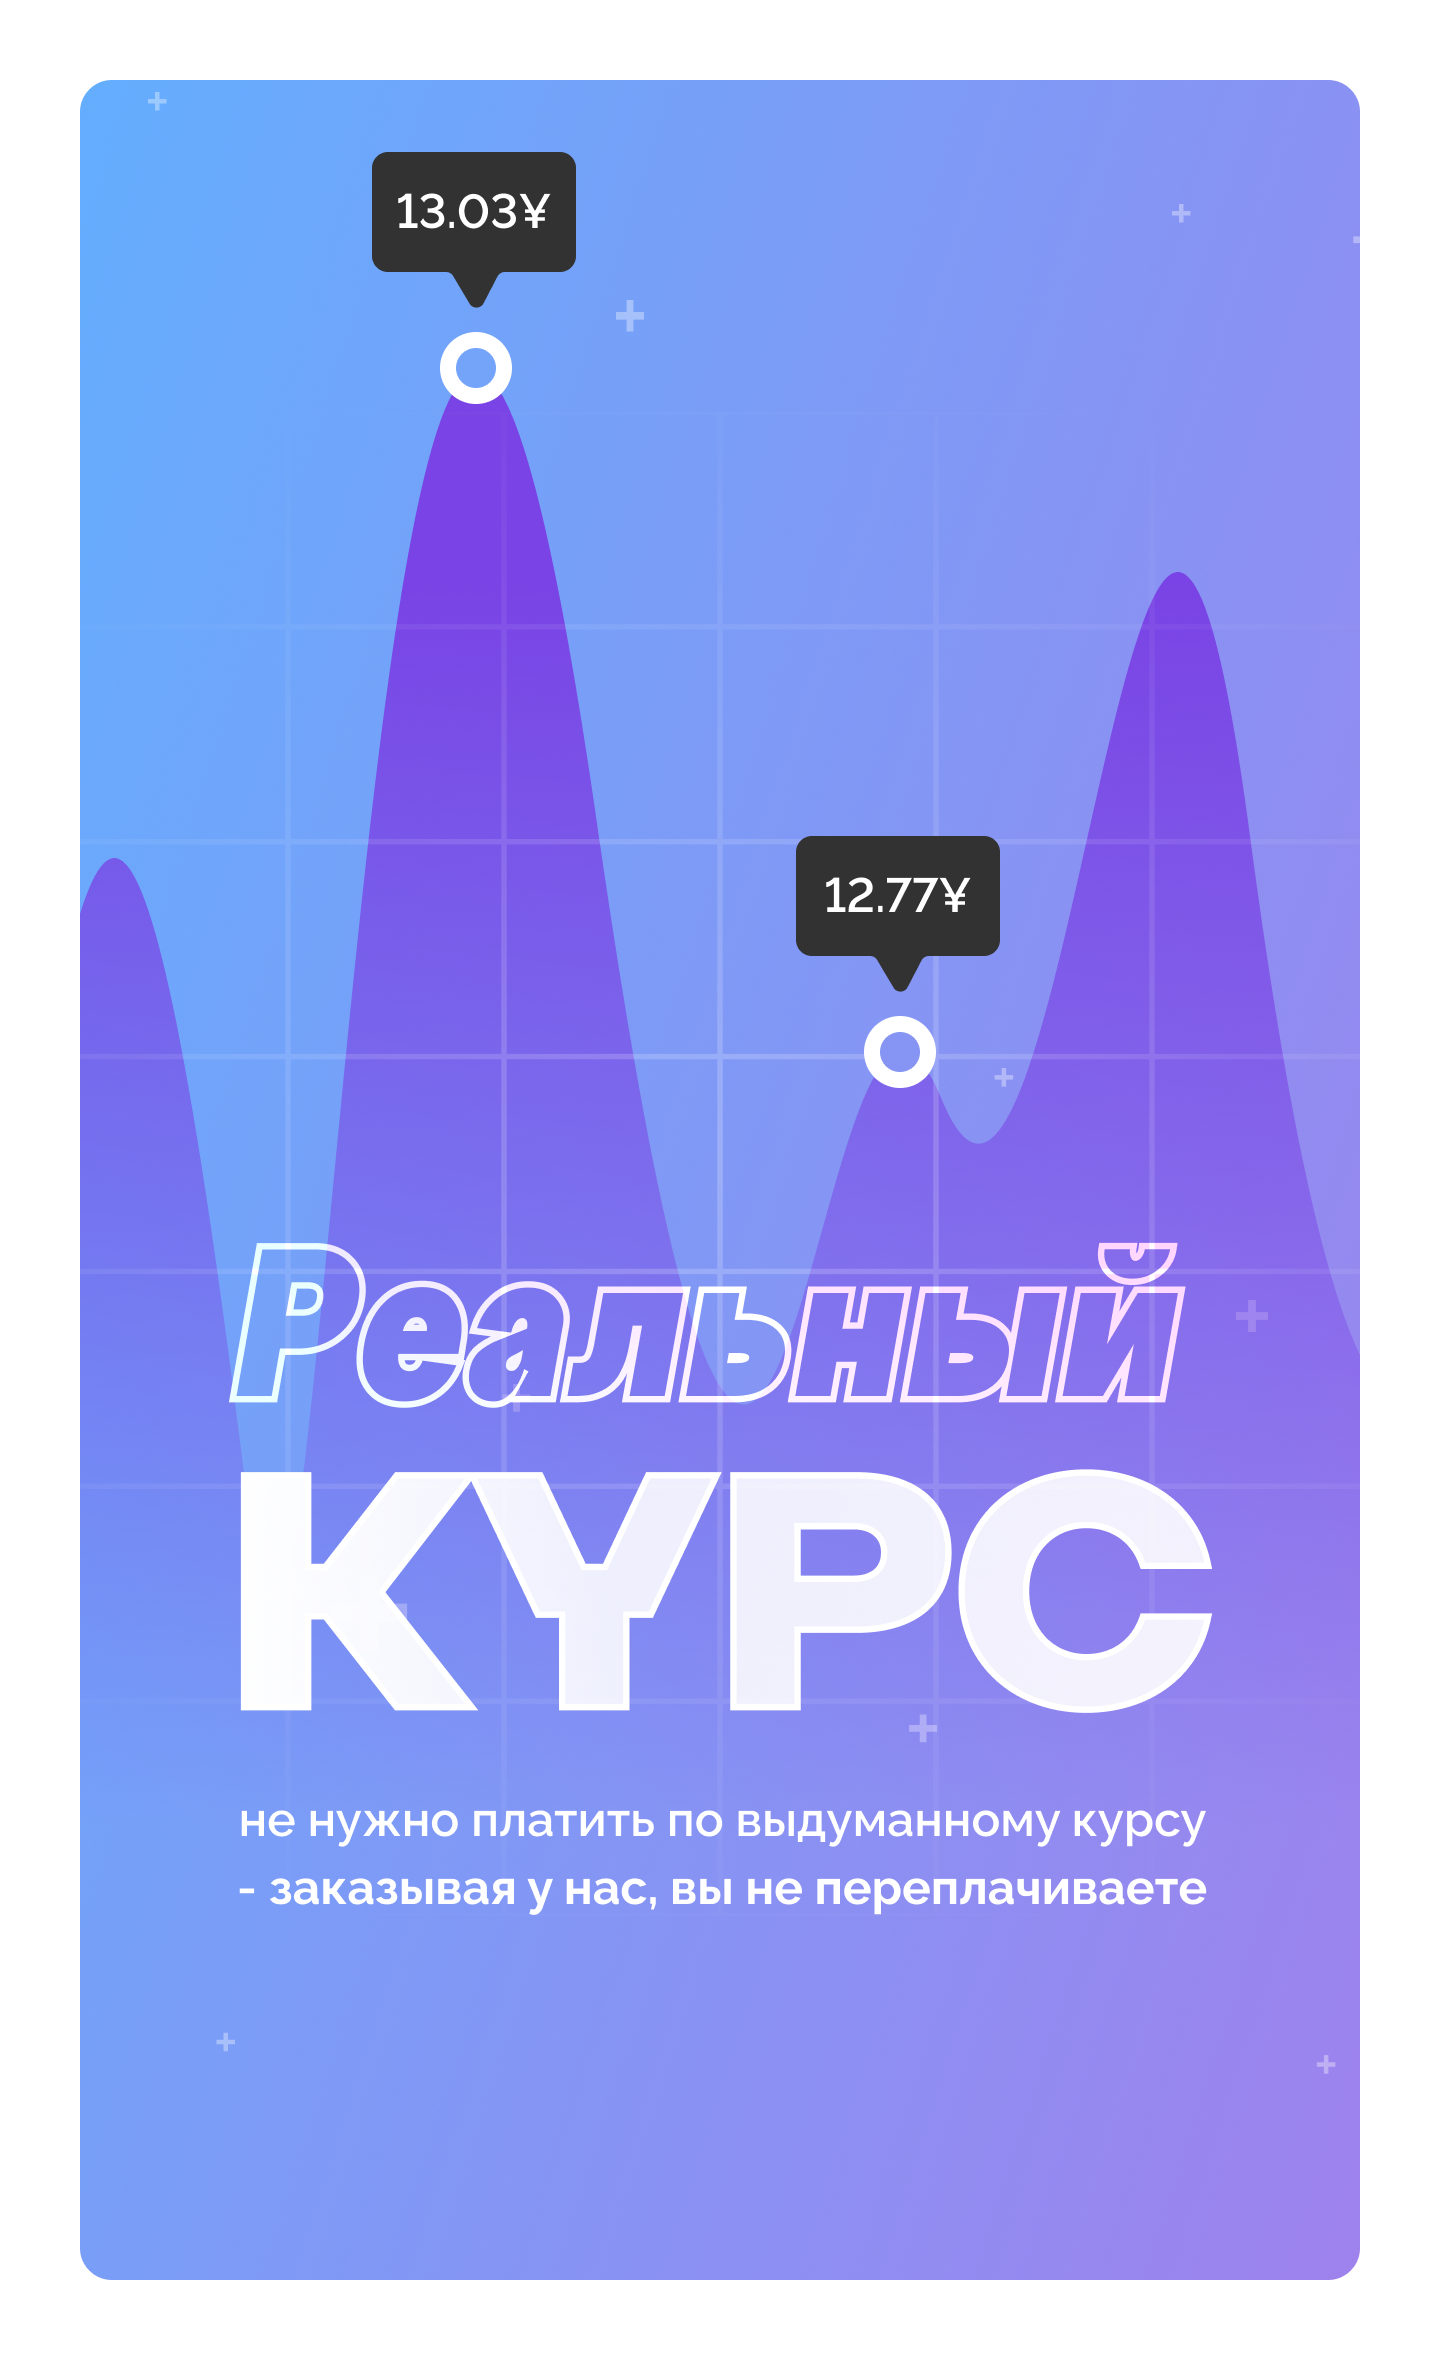 13.03¥
12.77¥
Реальный
КУРС
не нужно платить по выдуманному курсу
- заказывая у нас, вы не переплачиваете